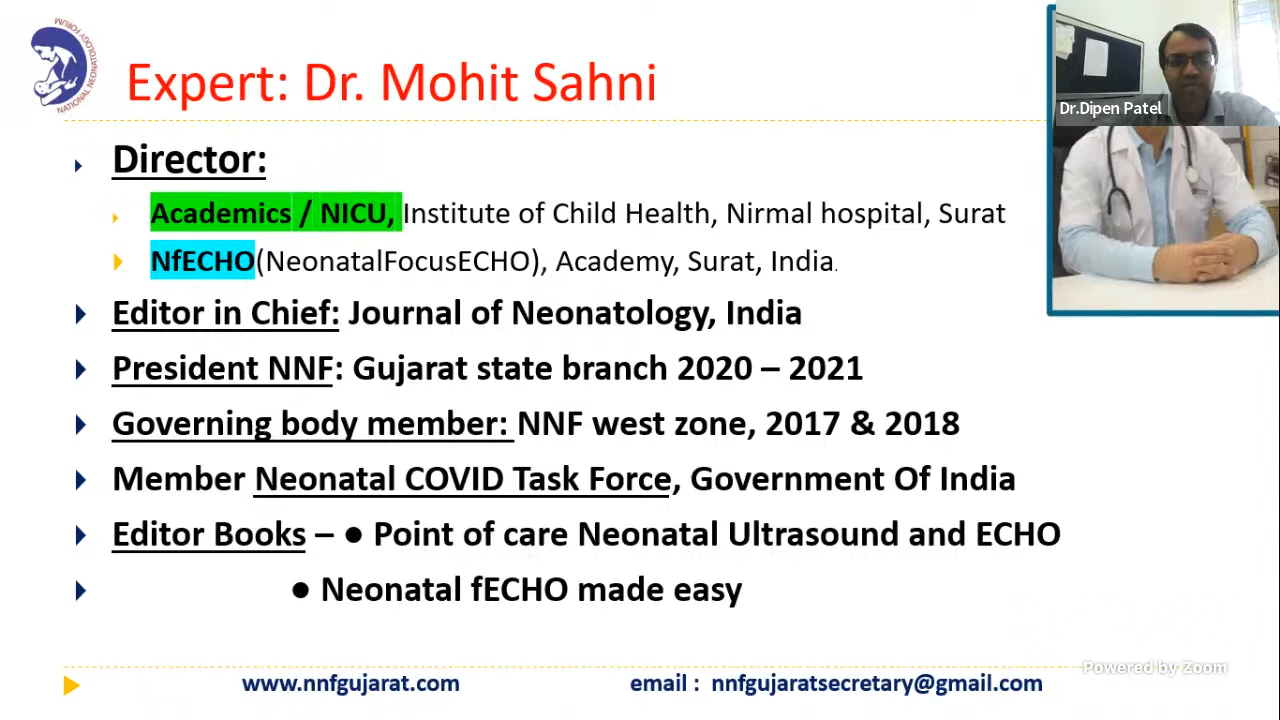 NATIONAL NEONATOLOGY FORUM
Expert: Dr. Mohit Sahni
Dr.Dipen Patel
Director:
Academics / NICU, Institute of Child Health, Nirmal hospital, Surat
NfECHO(NeonatalFocusECHO), Academy, Surat, India.
Editor in Chief: Journal of Neonatology, India
President NNF: Gujarat state branch 2020 – 2021
Governing body member: NNF west zone, 2017 & 2018
Member Neonatal COVID Task Force, Government Of India
Editor Books – ● Point of care Neonatal Ultrasound and ECHO
● Neonatal fECHO made easy
Powered by Zoom
www.nnfgujarat.com email : nnfgujaratsecretary@gmail.com